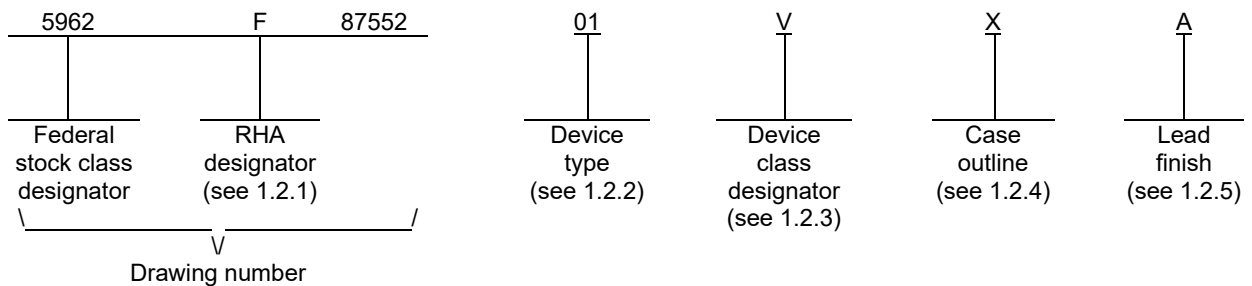 5962 F 87552 01 V X A
Federal stock class designator
RHA designator (see 1.2.1)
Device type (see 1.2.2)
Device class designator (see 1.2.3)
Case outline (see 1.2.4)
Lead finish (see 1.2.5)
Drawing number